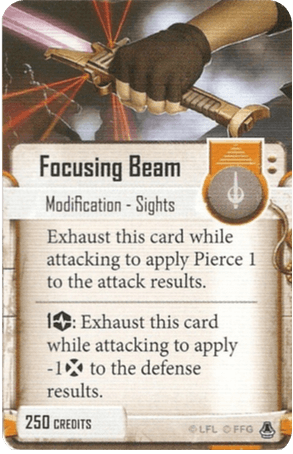 Focusing Beam
Modification - Sights
Exhaust this card while
attacking to apply Pierce 1
to the attack results.
1: Exhaust this card
while attacking to apply
-1 to the defense
results.
250 CREDITS
© LFL © FFG